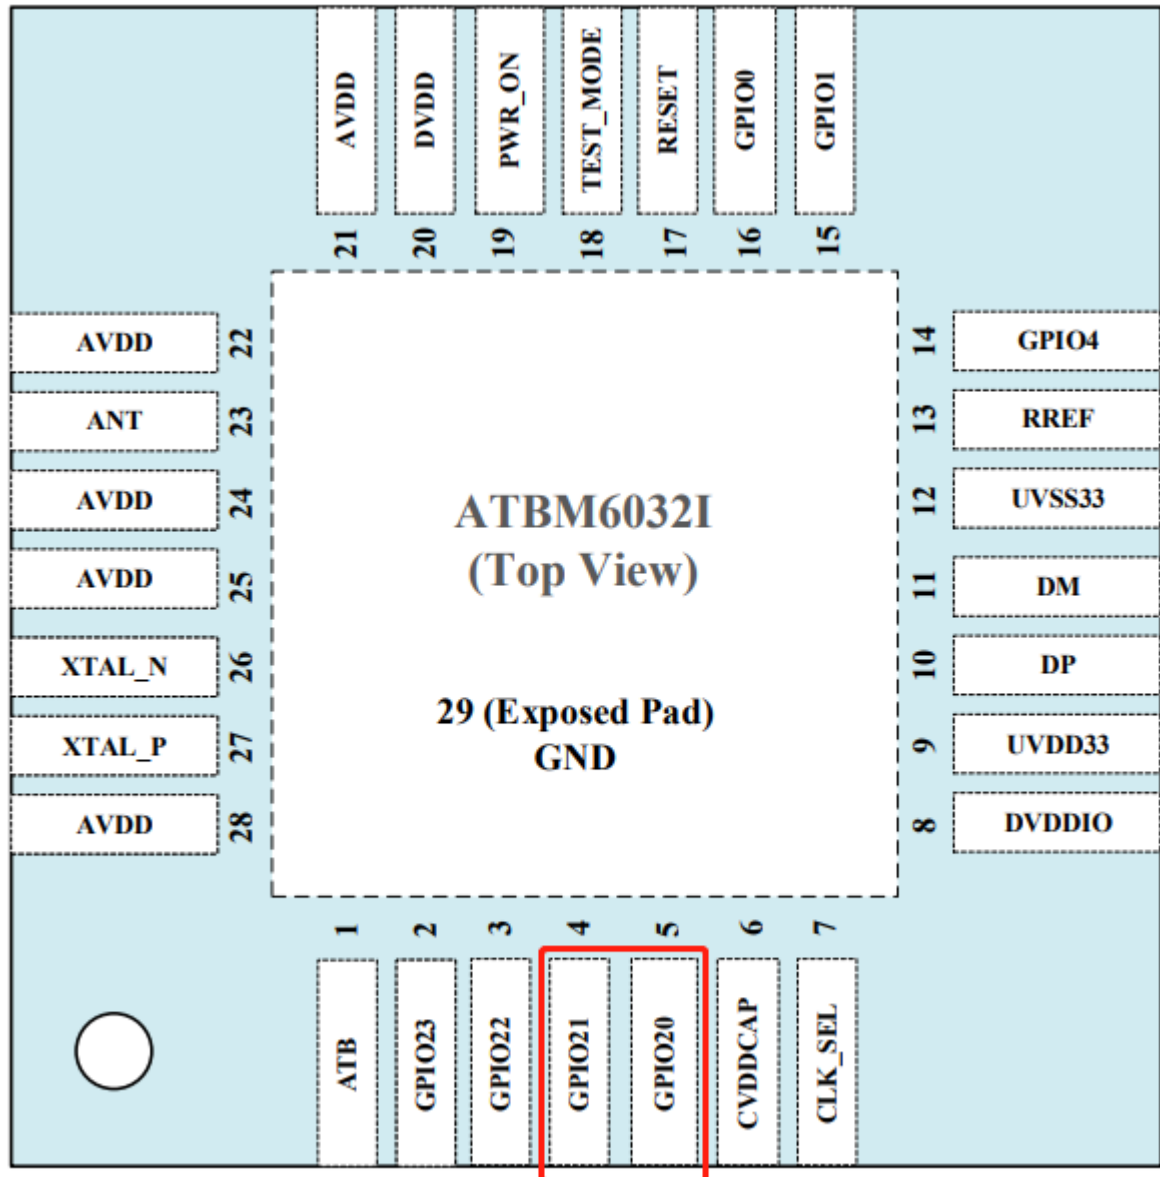 AVDD
DVDD
PWR_ON
TEST_MODE
RESET
GPIO0
GPIO1
21
20
19
18
17
16
15
AVDD 22
ANT 23
AVDD 24
AVDD 25
XTAL_N 26
XTAL_P 27
AVDD 28
ATBM6032I
(Top View)
29 (Exposed Pad)
GND
14 GPIO4
13 RREF
12 UVSS33
11 DM
10 DP
9 UVDD33
8 DVDDIO
1
2
3
4
5
6
7
ATB
GPIO23
GPIO22
GPIO21
GPIO20
CVDDCAP
CLK_SEL